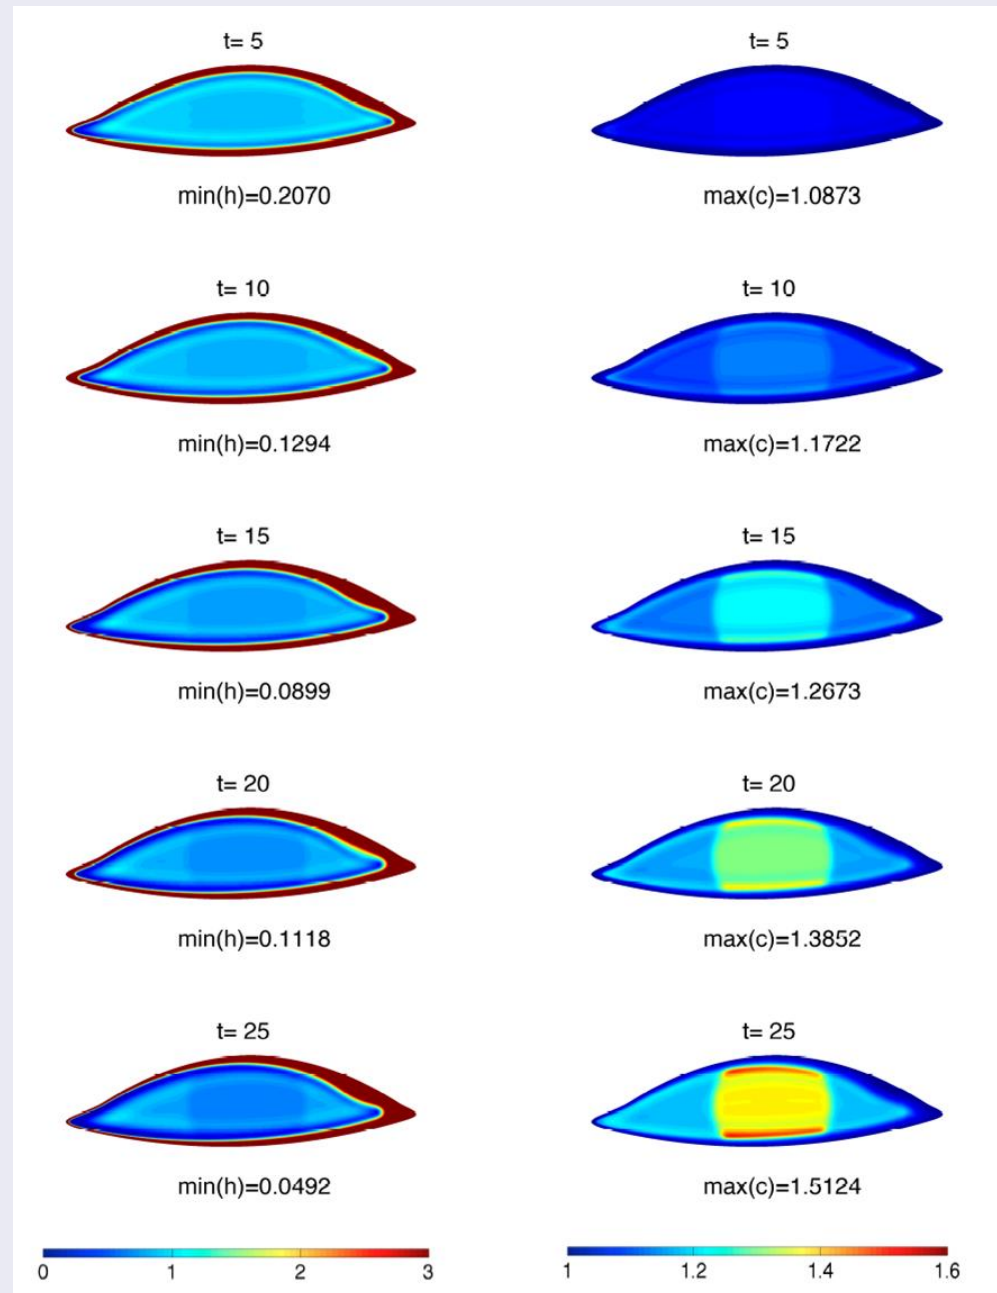 t= 5
t= 5
min(h)=0.2070
max(c)=1.0873
t= 10
t= 10
min(h)=0.1294
max(c)=1.1722
t= 15
t= 15
min(h)=0.0899
max(c)=1.2673
t= 20
t= 20
min(h)=0.1118
max(c)=1.3852
t= 25
t= 25
min(h)=0.0492
max(c)=1.5124
0 1 2 3
1 1.2 1.4 1.6